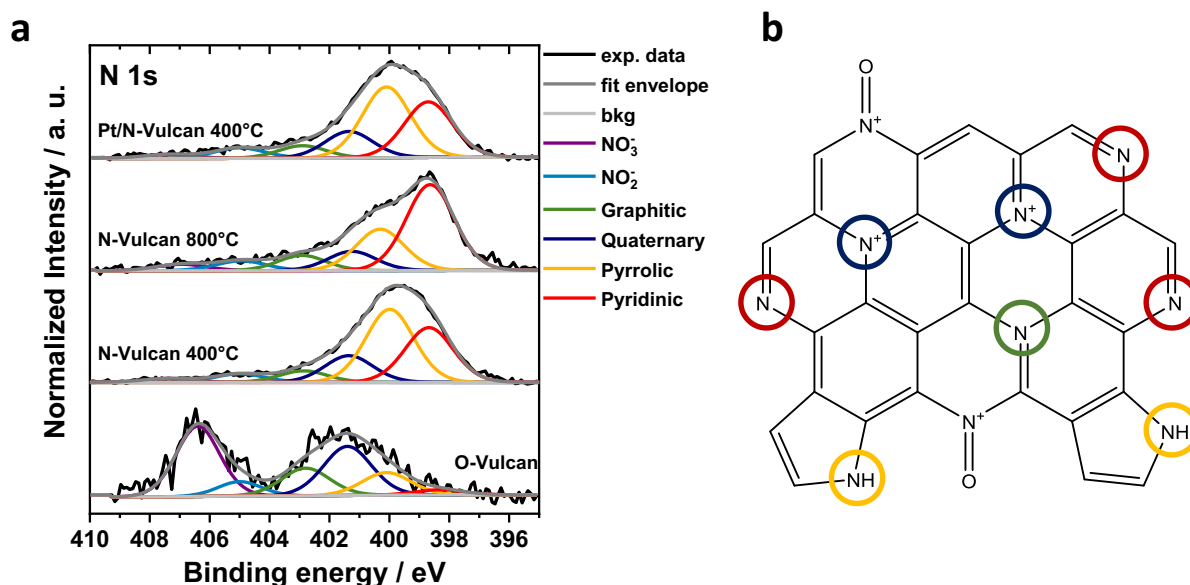 a
N 1s
Pt/N-Vulcan 400°C
N-Vulcan 800°C
N-Vulcan 400°C
O-Vulcan
Normalized Intensity / a. u.
410 408 406 404 402 400 398 396
Binding energy / eV
exp. data
fit envelope
bkg
NO₃⁻
NO₂⁻
Graphitic
Quaternary
Pyrrolic
Pyridinic
b
O
N⁺
N
N⁺
N⁺
N
N
N
N⁺
NH
NH
O